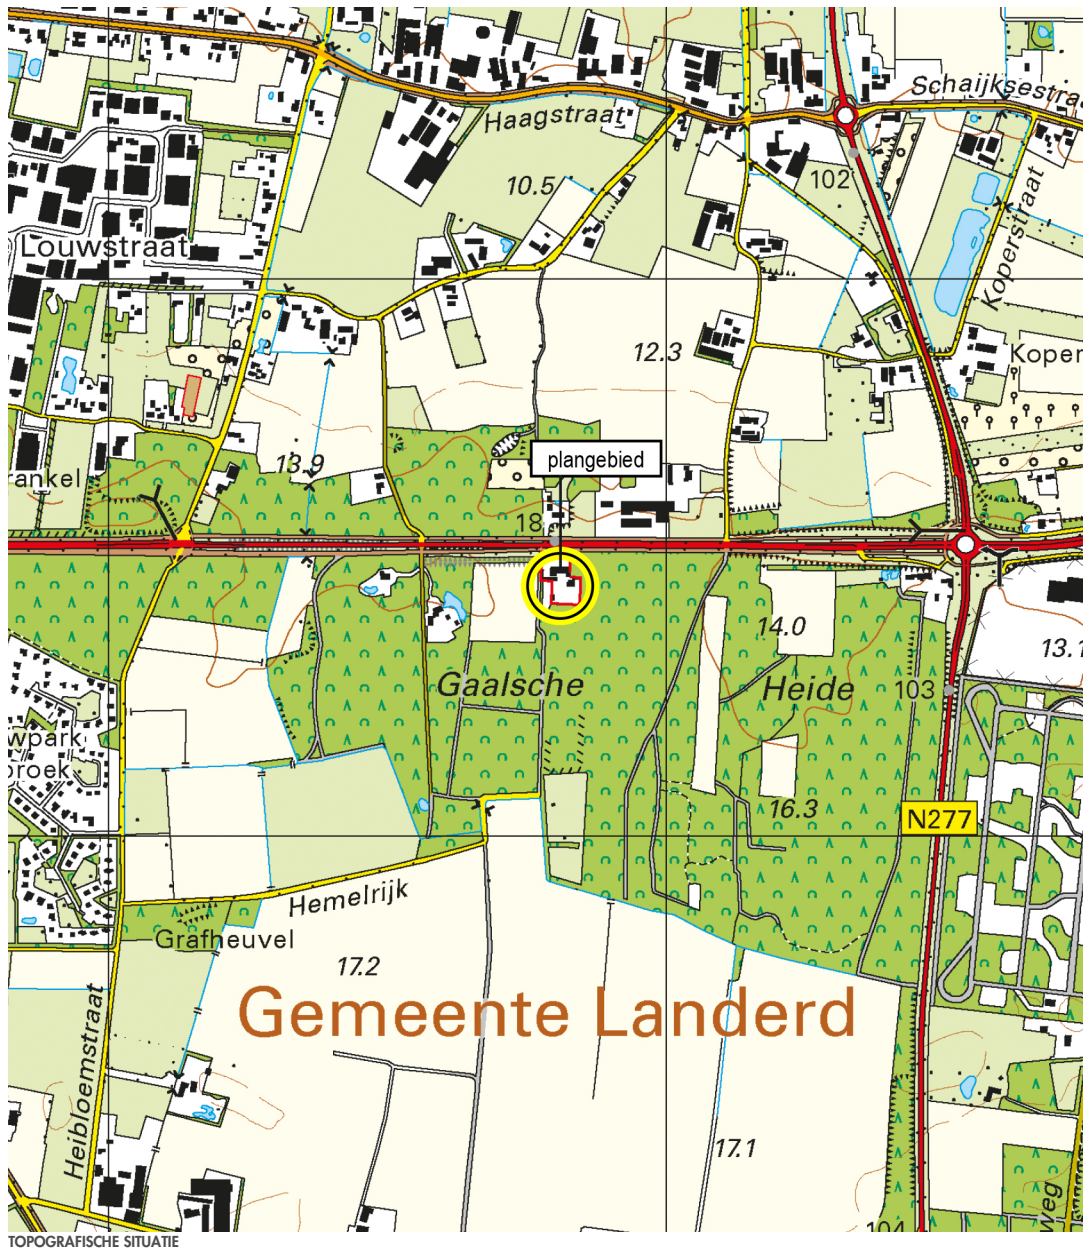 Schaijksestra
Haagstraat
102
10.5
Koperstraat
Louwstraat
12.3
Koper
13.9
plangebied
rankel
18
14.0
13.1
Gaalsche Heide
103
wpark
broek
16.3
N277
Hemelrijk
Grafheuvel
17.2
Gemeente Landerd
Heibloemstraat
17.1
weg
104
TOPOGRAFISCHE SITUATIE